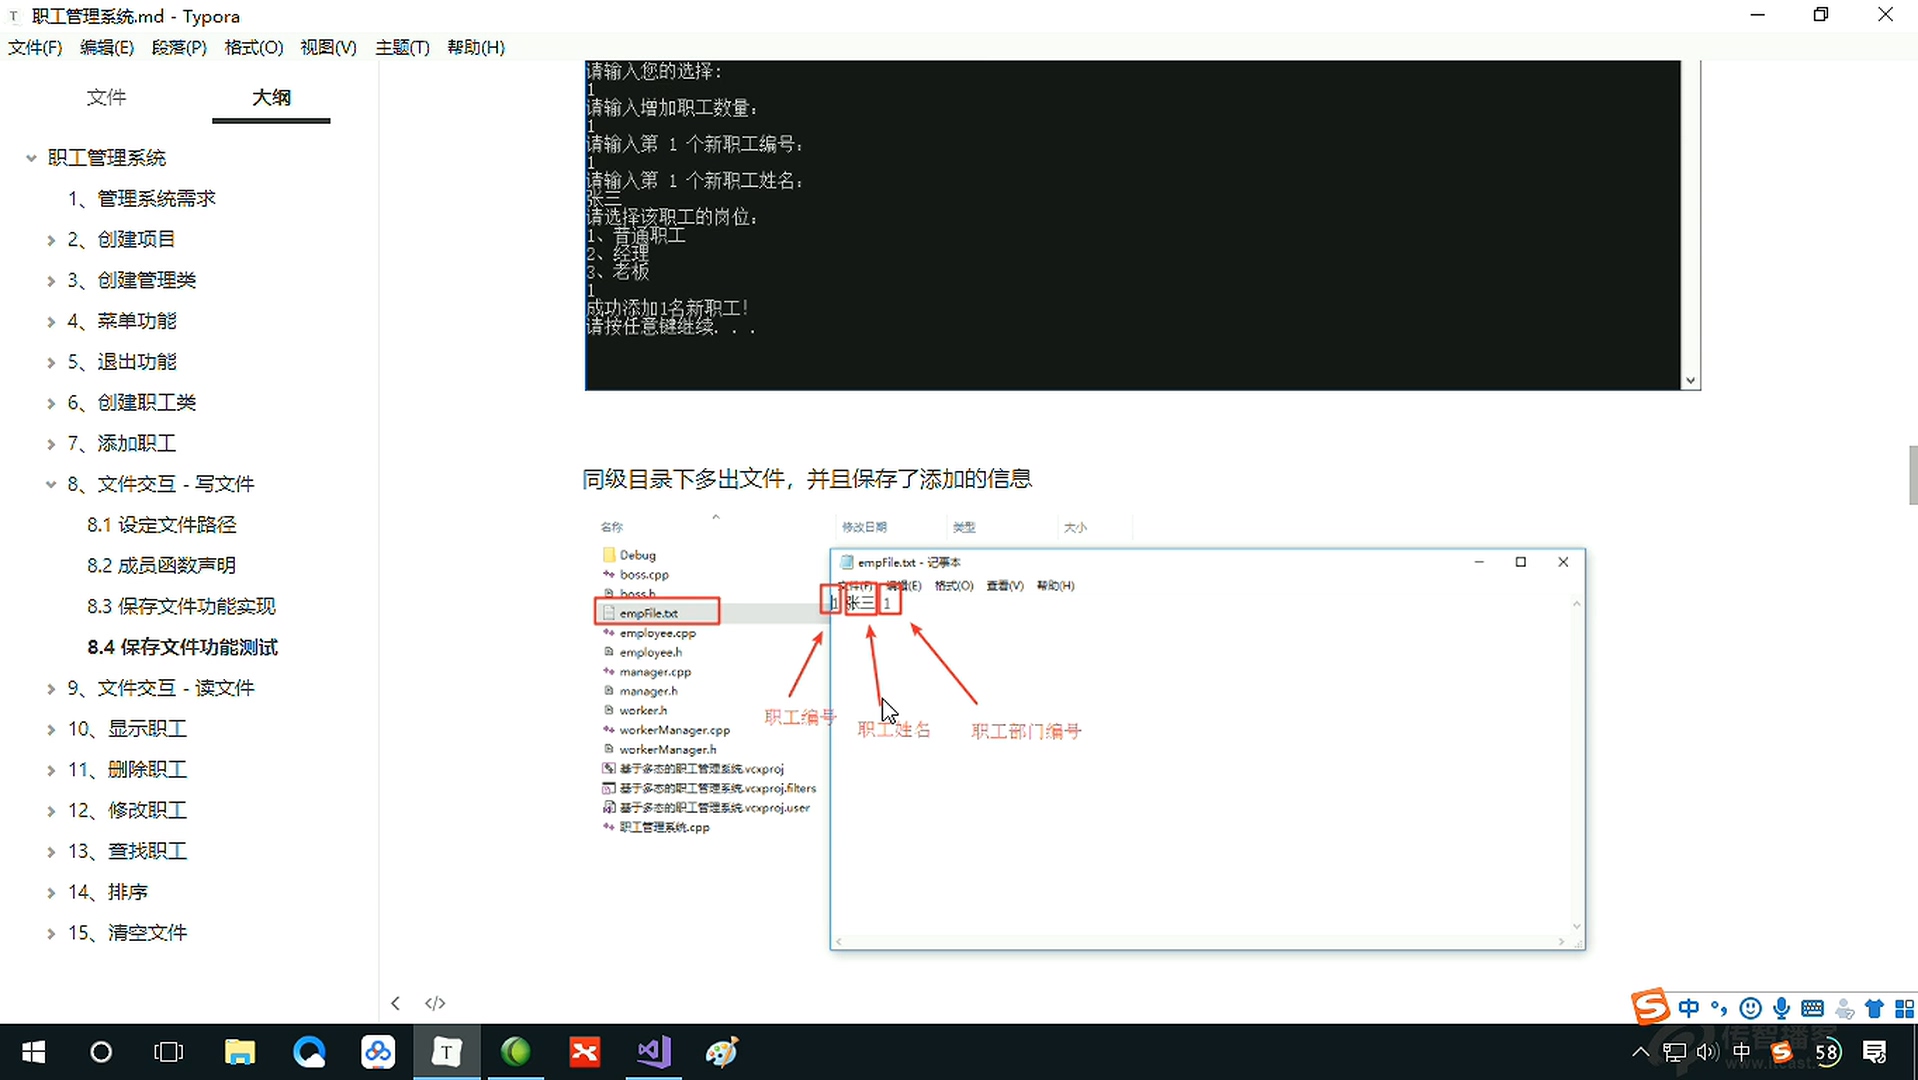 职工管理系统.md - Typora
文件(F) 编辑(E) 段落(P) 格式(O) 视图(V) 主题(T) 帮助(H)
文件 大纲
职工管理系统
1、管理系统需求
2、创建项目
3、创建管理类
4、菜单功能
5、退出功能
6、创建职工类
7、添加职工
8、文件交互 - 写文件
8.1 设定文件路径
8.2 成员函数声明
8.3 保存文件功能实现
8.4 保存文件功能测试
9、文件交互 - 读文件
10、显示职工
11、删除职工
12、修改职工
13、查找职工
14、排序
15、清空文件
请输入您的选择：
1
请输入增加职工数量：
1
请输入第 1 个新职工编号：
1
请输入第 1 个新职工姓名：
张三
请选择该职工的岗位：
1、普通职工
2、经理
3、老板
1
成功添加1名新职工！
请按任意键继续. . .
同级目录下多出文件，并且保存了添加的信息
名称 修改日期 类型 大小
Debug
boss.cpp
boss.h
empFile.txt
employee.cpp
employee.h
manager.cpp
manager.h
worker.h
workerManager.cpp
workerManager.h
基于多态的职工管理系统.vcxproj
基于多态的职工管理系统.vcxproj.filters
基于多态的职工管理系统.vcxproj.user
职工管理系统.cpp
empFile.txt - 记事本
文件(F) 编辑(E) 格式(O) 查看(V) 帮助(H)
1 张三 1
职工编号 职工姓名 职工部门编号
中
中 58
传智播客